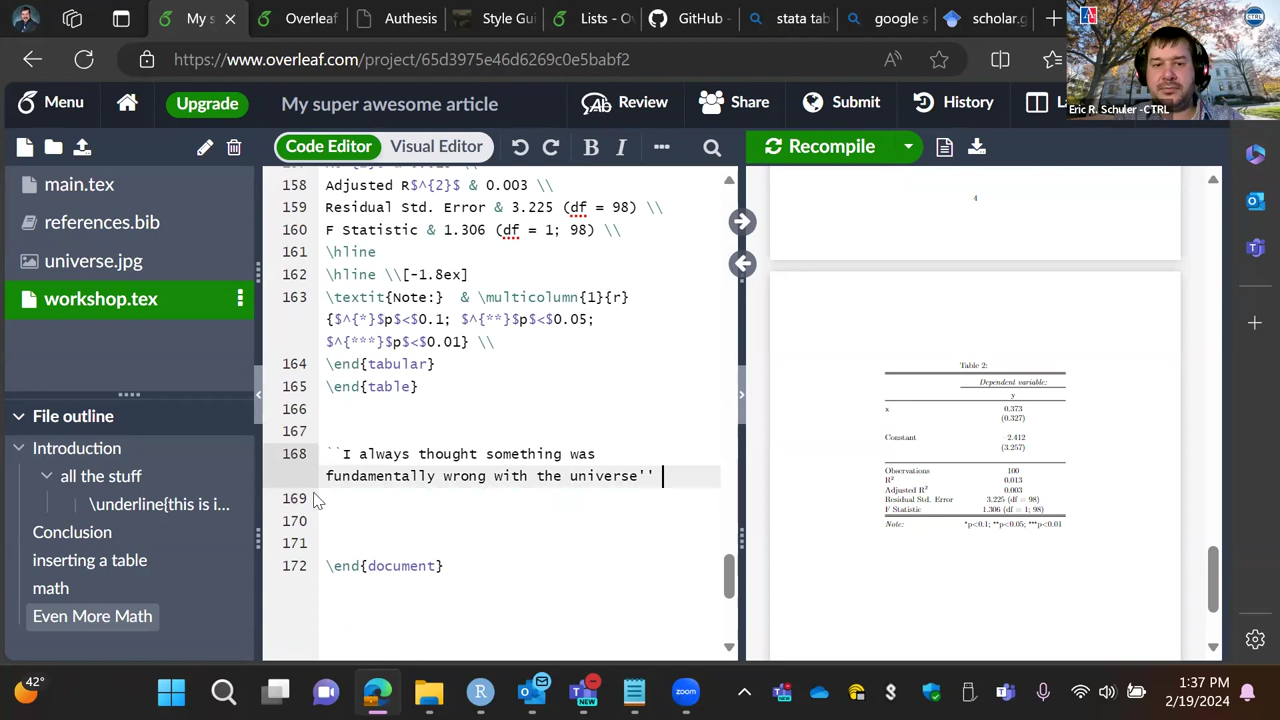 My s
Overleaf
Authesis
Style Gui
Lists - Ov
GitHub -
stata tab
google s
scholar.g
https://www.overleaf.com/project/65d397
Menu
Upgrade
My super awesome article
Review
Share
Submit
History
Eric R. Schuler -CTRL
CTRL
Code Editor
Visual Editor
B
I
Recompile
main.tex
references.bib
universe.jpg
workshop.tex
File outline
Introduction
all the stuff
\underline{this is i...
Conclusion
inserting a table
math
Even More Math
158 Adjusted R$^{2}$ & 0.003 \\
159 Residual Std. Error & 3.225 (df = 98) \\
160 F Statistic & 1.306 (df = 1; 98) \\
161 \hline
162 \hline \\[-1.8ex]
163 \textit{Note:}  & \multicolumn{1}{r}
{$^{*}$p$<$0.1; $^{**}$p$<$0.05;
$^{***}$p$<$0.01} \\
164 \end{tabular}
165 \end{table}
166
167
168 ``I always thought something was
fundamentally wrong with the universe''
169
170
171
172 \end{document}
4
Table 2:
Dependent variable:
y
x 0.373
(0.327)
Constant 2.412
(3.257)
Observations 100
R² 0.013
Adjusted R² 0.003
Residual Std. Error 3.225 (df = 98)
F Statistic 1.306 (df = 1; 98)
Note: *p<0.1; **p<0.05; ***p<0.01
42°
NEW
zoom
NEW
1:37 PM
2/19/2024